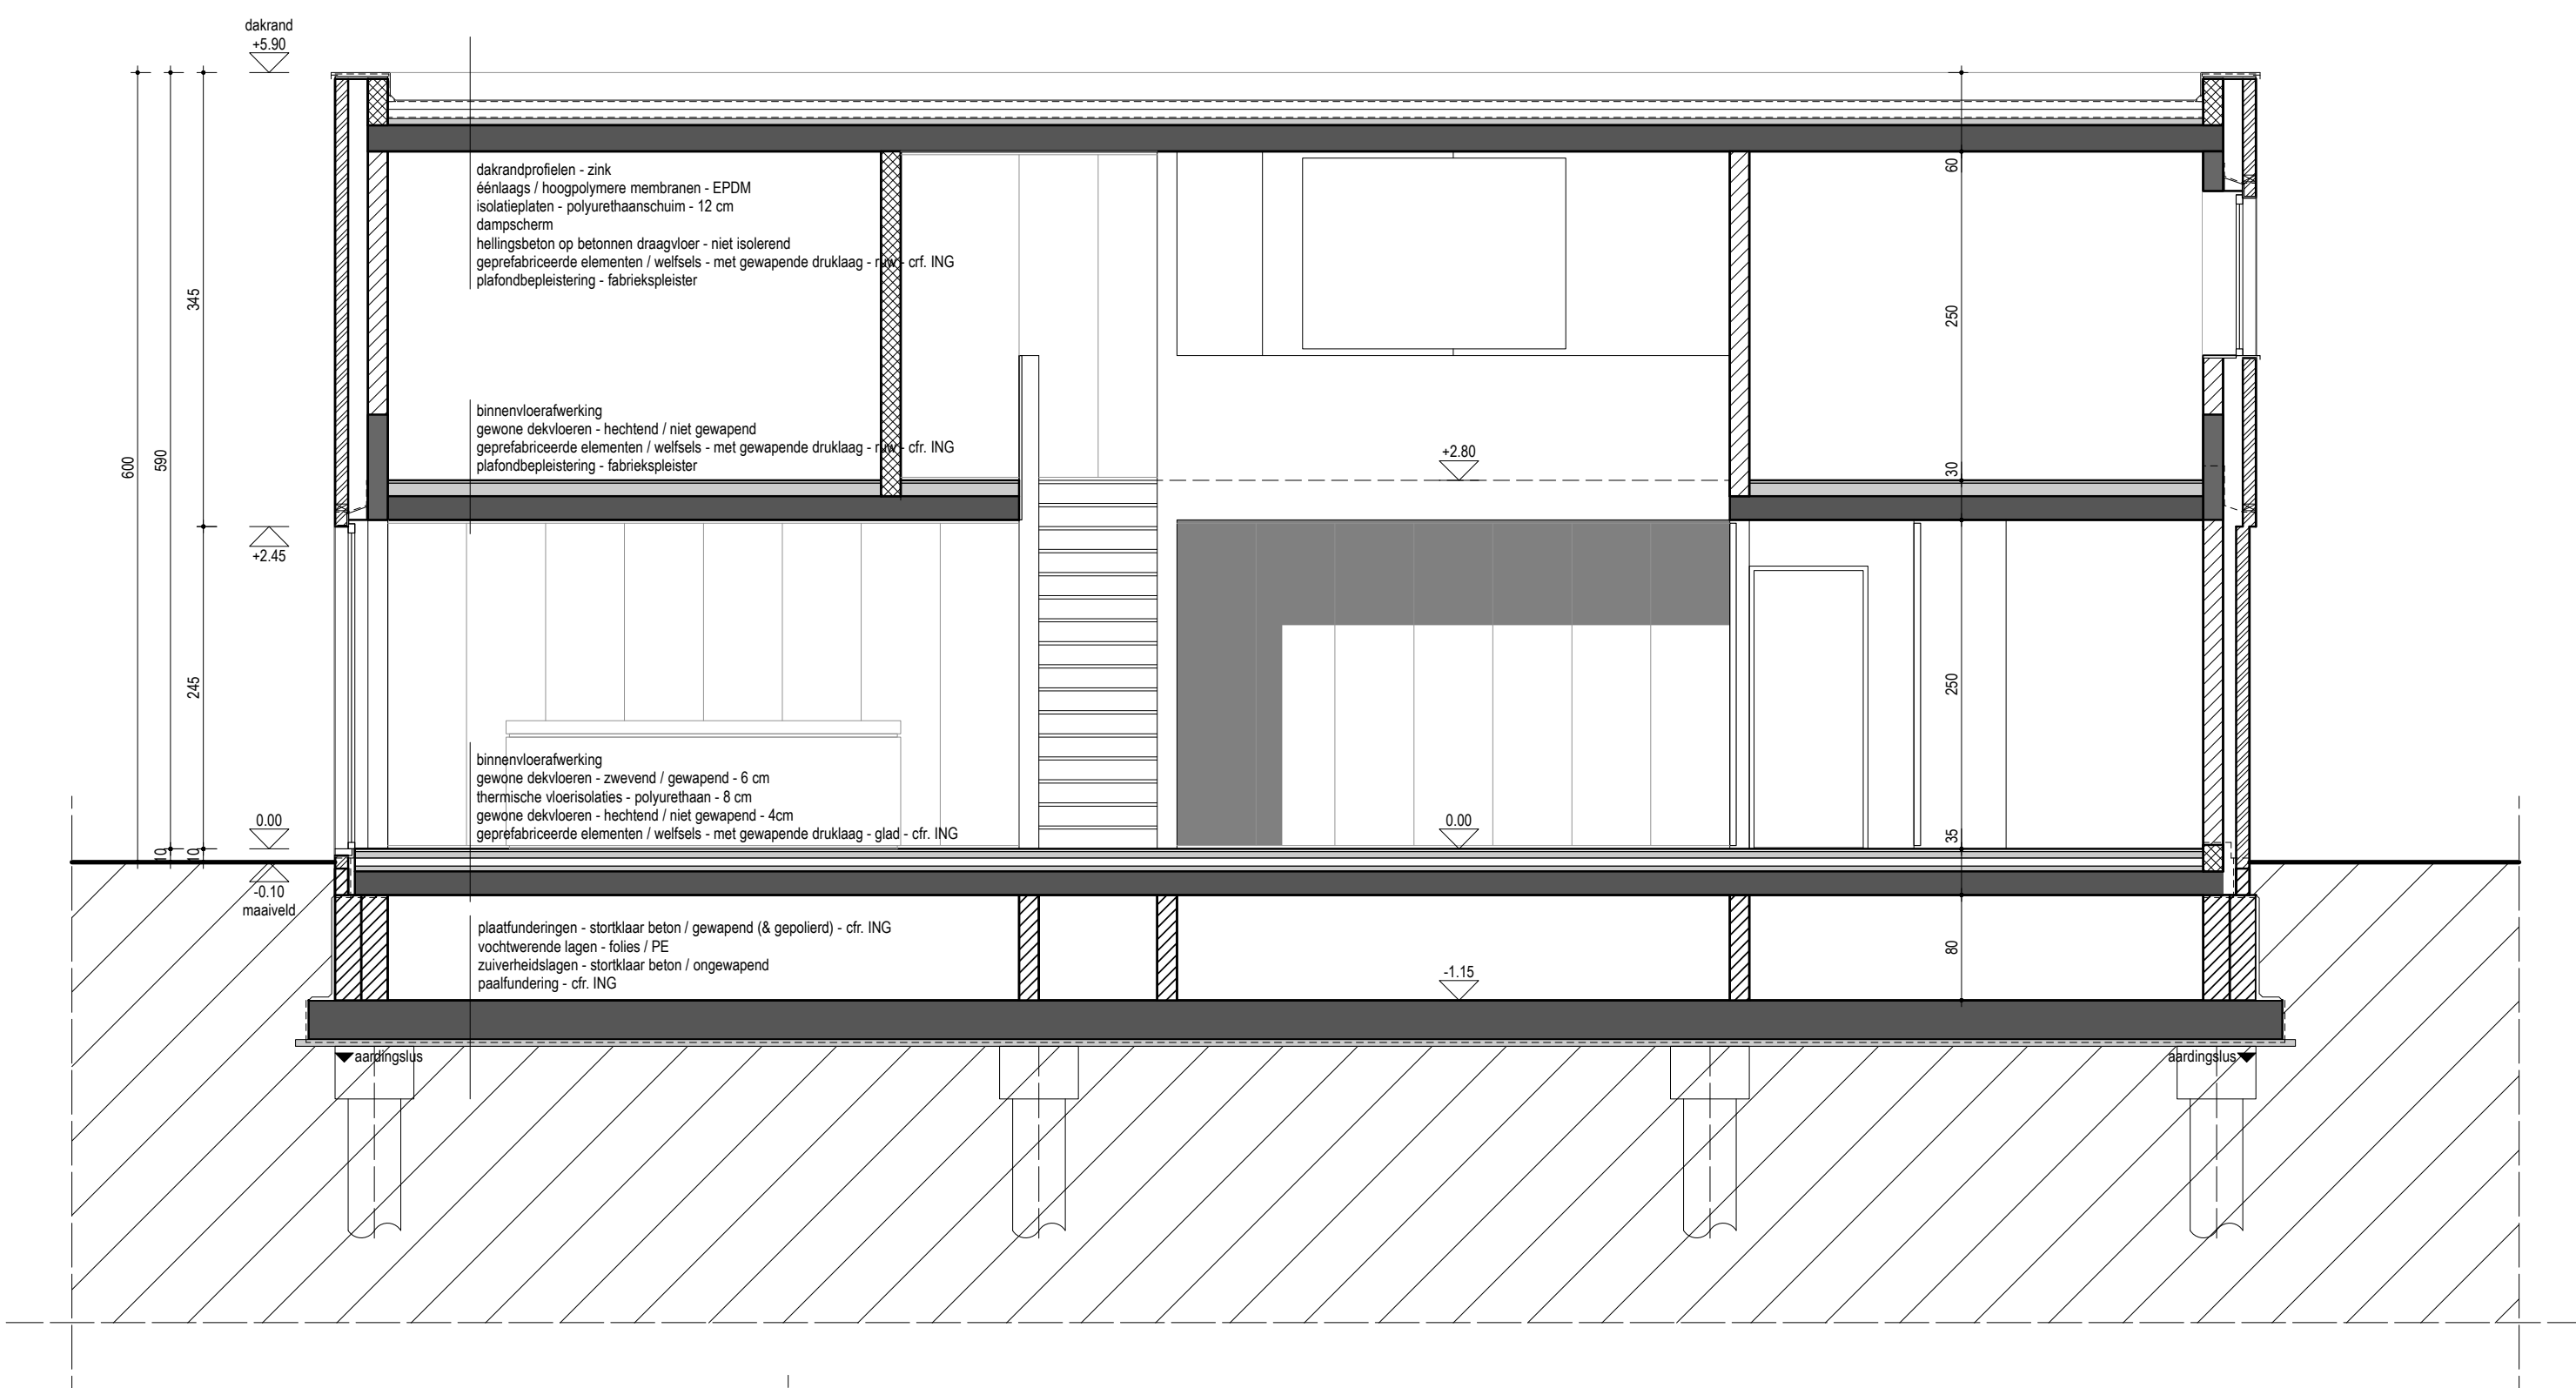 dakrand
+5.90
dakrandprofielen - zink
éénlaags / hoogpolymere membranen - EPDM
isolatieplaten - polyurethaanschuim - 12 cm
dampscherm
hellingsbeton op betonnen draagvloer - niet isolerend
geprefabriceerde elementen / welfsels - met gewapende druklaag - ruw - crf. ING
plafondbepleistering - fabriekspleister
60
345
250
binnenvloerafwerking
gewone dekvloeren - hechtend / niet gewapend
geprefabriceerde elementen / welfsels - met gewapende druklaag - ruw - cfr. ING
plafondbepleistering - fabriekspleister
600
590
+2.80
30
+2.45
245
250
binnenvloerafwerking
gewone dekvloeren - zwevend / gewapend - 6 cm
thermische vloerisolaties - polyurethaan - 8 cm
gewone dekvloeren - hechtend / niet gewapend - 4cm
geprefabriceerde elementen / welfsels - met gewapende druklaag - glad - cfr. ING
0.00
0.00
35
10
10
-0.10
maaiveld
plaatfunderingen - stortklaar beton / gewapend (& gepolierd) - cfr. ING
vochtwerende lagen - folies / PE
zuiverheidslagen - stortklaar beton / ongewapend
paalfundering - cfr. ING
80
-1.15
aardingslus
aardingslus